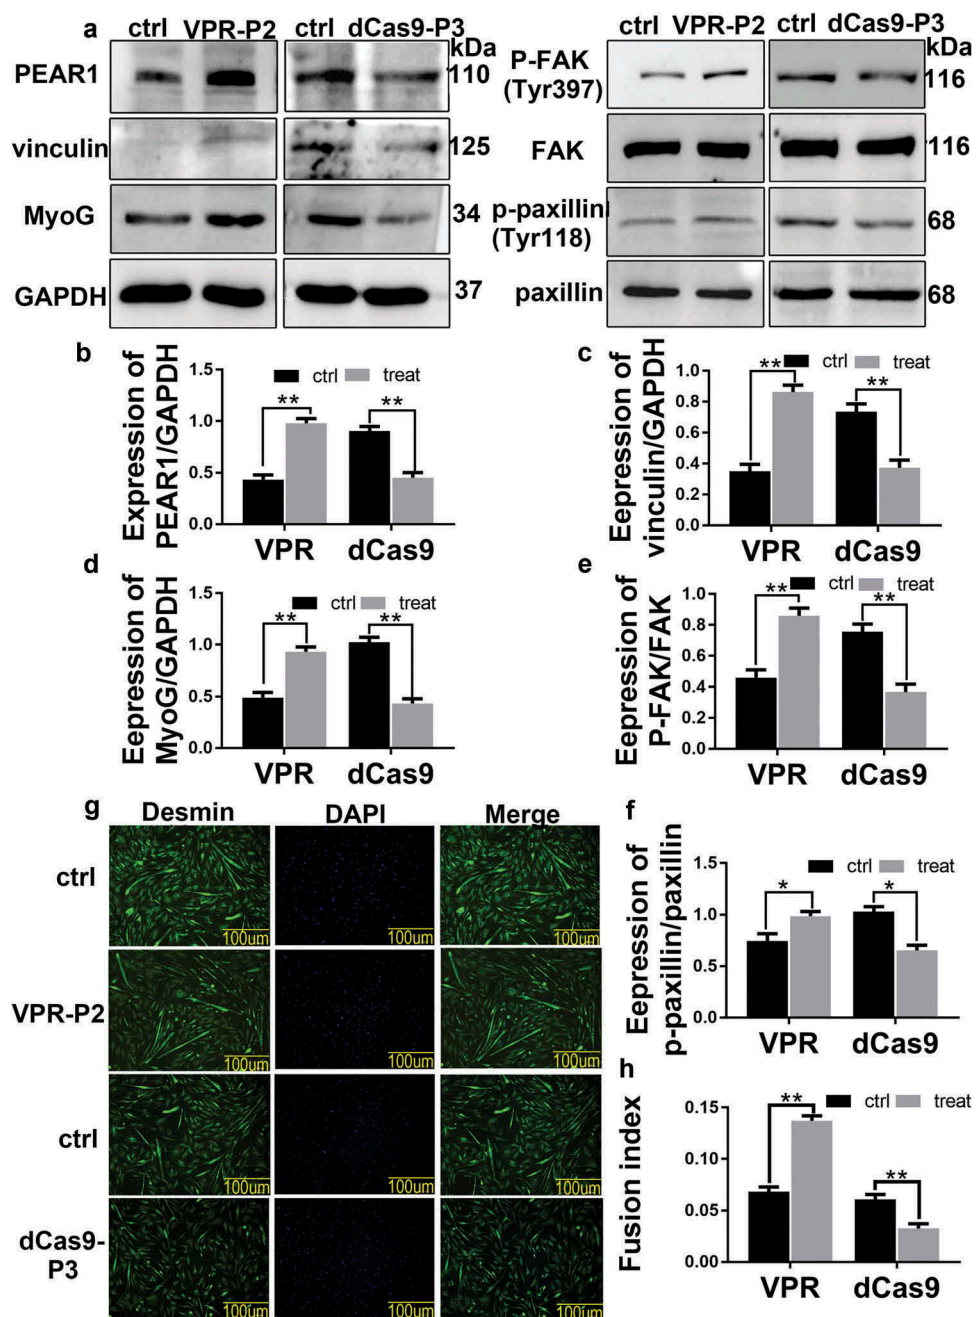 a
ctrl VPR-P2 ctrl dCas9-P3
kDa
PEAR1 110
vinculin 125
MyoG 34
GAPDH 37
ctrl VPR-P2 ctrl dCas9-P3
kDa
P-FAK
(Tyr397)
116
FAK 116
p-paxillin
(Tyr118)
68
paxillin 68
b
Expression of
PEAR1/GAPDH
ctrl treat
1.5
1.0
0.5
0.0
** **
VPR dCas9
c
Eepression of
vinculin/GAPDH
ctrl treat
1.0
0.8
0.6
0.4
0.2
0.0
** **
VPR dCas9
d
Eepression of
MyoG/GAPDH
ctrl treat
1.5
1.0
0.5
0.0
** **
VPR dCas9
e
Eepression of
P-FAK/FAK
ctrl treat
1.0
0.8
0.6
0.4
0.2
0.0
** **
VPR dCas9
g
Desmin DAPI Merge
ctrl
100um 100um 100um
VPR-P2
100um 100um 100um
ctrl
100um 100um 100um
dCas9-
P3
100um 100um 100um
f
Eepression of
p-paxillin/paxillin
ctrl treat
1.5
1.0
0.5
0.0
* *
VPR dCas9
h
Fusion index
ctrl treat
0.15
0.10
0.05
0.00
** **
VPR dCas9